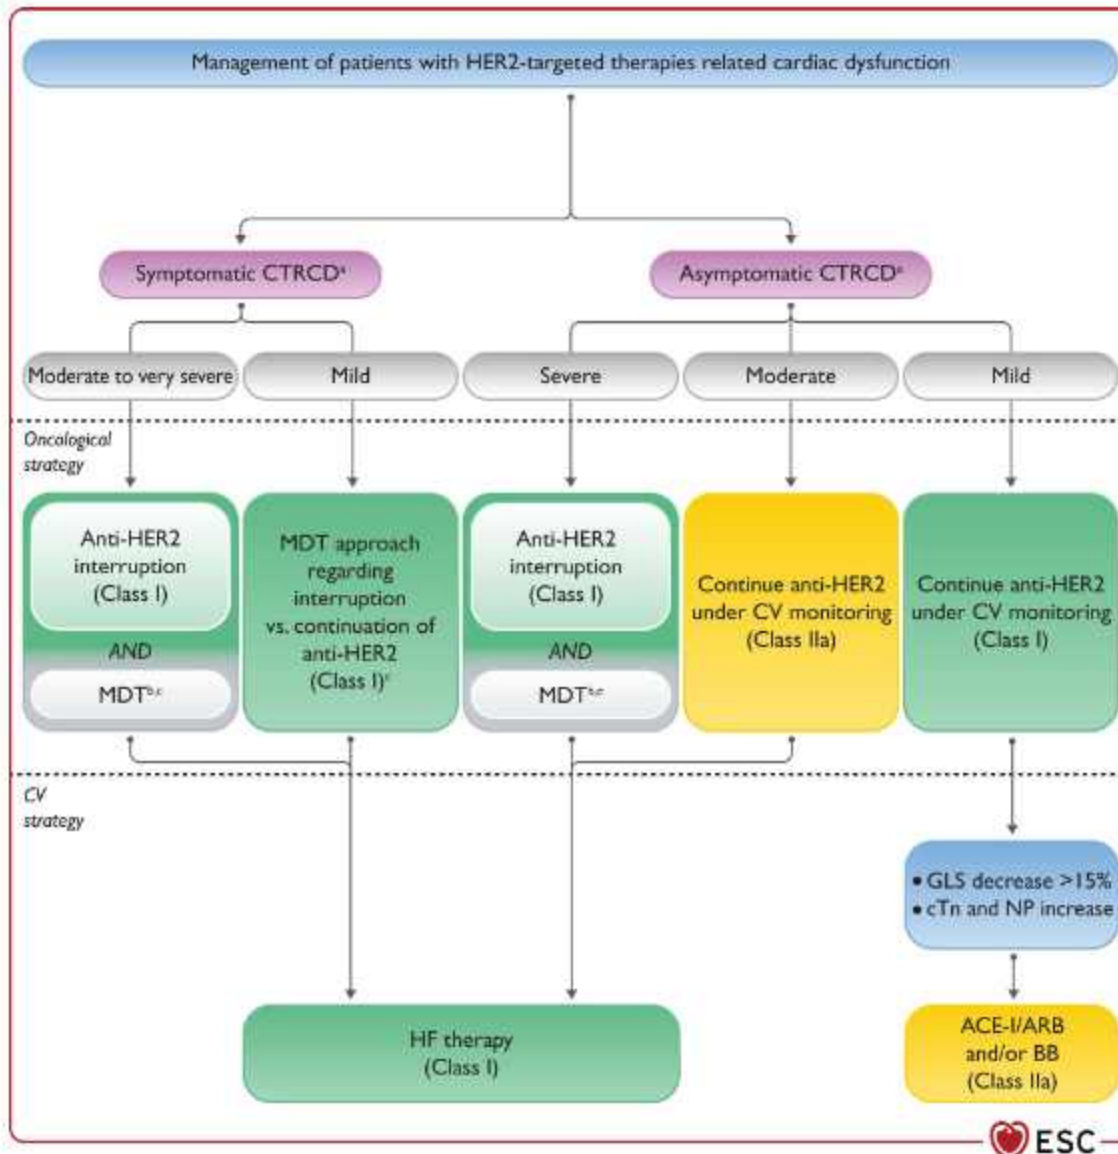 Management of patients with HER2-targeted therapies related cardiac dysfunction
Symptomatic CTRCDᵃ
Asymptomatic CTRCDᵃ
Moderate to very severe
Mild
Severe
Moderate
Mild
Oncological
strategy
Anti-HER2
interruption
(Class I)
AND
MDTᵇ,ᶜ
MDT approach
regarding
interruption
vs. continuation of
anti-HER2
(Class I)ᶜ
Anti-HER2
interruption
(Class I)
AND
MDTᵇ,ᶜ
Continue anti-HER2
under CV monitoring
(Class IIa)
Continue anti-HER2
under CV monitoring
(Class I)
CV
strategy
• GLS decrease >15%
• cTn and NP increase
HF therapy
(Class I)
ACE-I/ARB
and/or BB
(Class IIa)
ESC